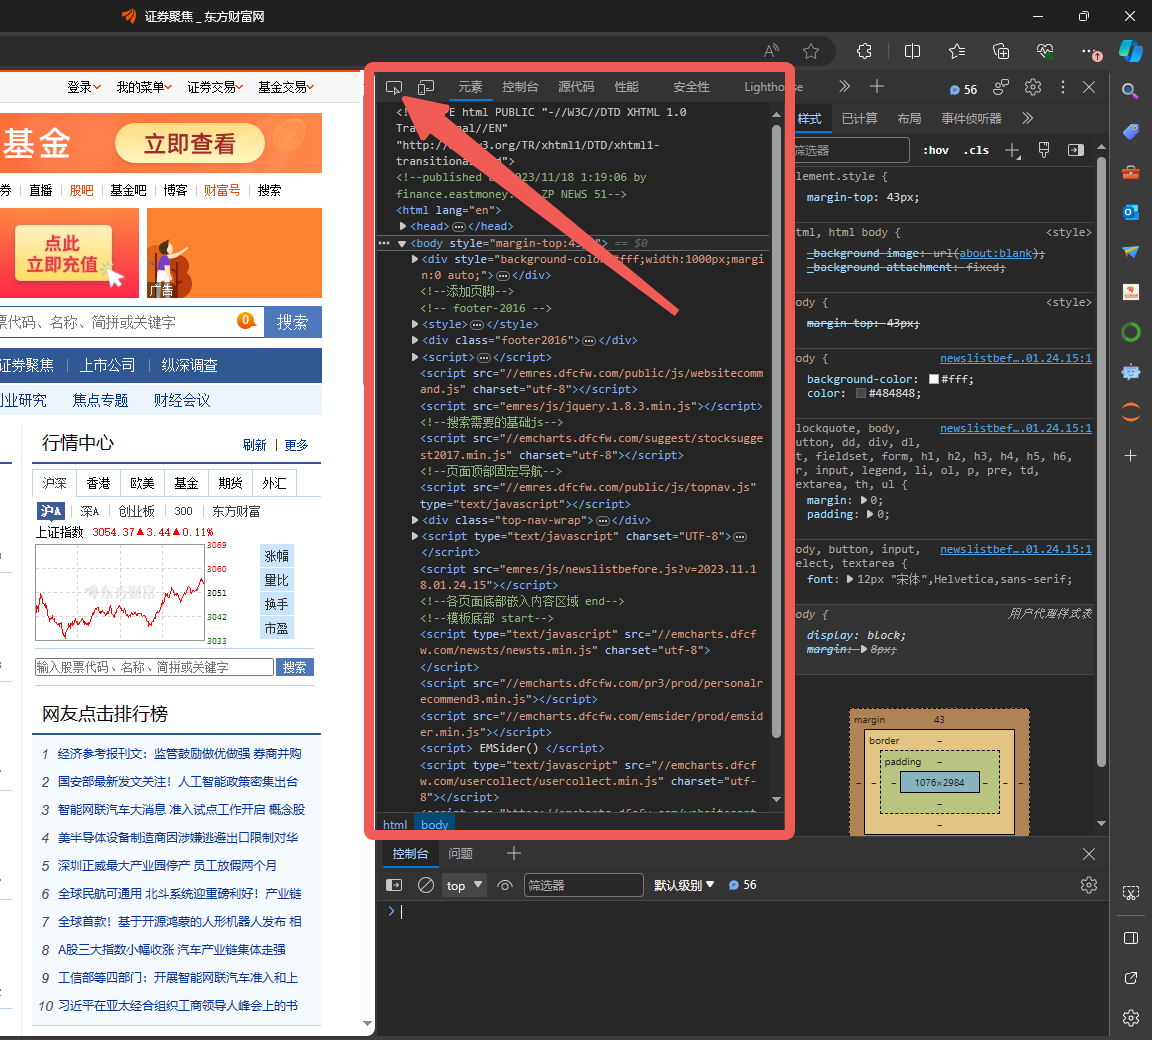 证券聚焦 _ 东方财富网
登录 我的菜单 证券交易 基金交易
基金 立即查看
券 直播 股吧 基金吧 博客 财富号 搜索
点此
立即充值
广告
票代码、名称、简拼或关键字 0 搜索
证券聚焦 上市公司 纵深调查
业研究 焦点专题 财经会议
行情中心 刷新 更多
沪深 香港 欧美 基金 期货 外汇
沪A 深A 创业板 300 东方财富
上证指数 3054.37▲3.44▲0.11%
3069
3060
3051
3042
3033
东方财富
涨幅
量比
换手
市盈
输入股票代码、名称、简拼或关键字 搜索
网友点击排行榜
1 经济参考报刊文：监管鼓励做优做强 券商并购
2 国安部最新发文关注！人工智能政策密集出台
3 智能网联汽车大消息 准入试点工作开启 概念股
4 美半导体设备制造商因涉嫌逃避出口限制对华
5 深圳正威最大产业园停产 员工放假两个月
6 全球民航可通用 北斗系统迎重磅利好！产业链
7 全球首款！基于开源鸿蒙的人形机器人发布 相
8 A股三大指数小幅收涨 汽车产业链集体走强
9 工信部等四部门：开展智能网联汽车准入和上
10 习近平在亚太经合组织工商领导人峰会上的书
元素 控制台 源代码 性能 安全性 Lighthouse 56
E html PUBLIC "-//W3C//DTD XHTML 1.0
"http://
/TR/xhtml1/DTD/xhtml1-
<!--published
2023/11/18 1:19:06 by
finance.eastmoney.
ZP NEWS 51-->
<html lang="en">
<head> </head>
<body style="margin-top:43 "> == $0
<div style="background-color #fff;width:1000px;margin:0 auto;"> </div>
<!--添加页脚-->
<!-- footer-2016 -->
<style> </style>
<div class="footer2016"> </div>
<script> </script>
<script src="//emres.dfcfw.com/public/js/websitecomm
and.js" charset="utf-8"></script>
<script src="emres/js/jquery.1.8.3.min.js"></script>
<!--搜索需要的基础js-->
<script src="//emcharts.dfcfw.com/suggest/stocksugge
st2017.min.js" charset="utf-8"></script>
<!--页面顶部固定导航-->
<script src="//emres.dfcfw.com/public/js/topnav.js"
type="text/javascript"></script>
<div class="top-nav-wrap"> </div>
<script type="text/javascript" charset="UTF-8">
</script>
<script src="emres/js/newslistbefore.js?v=2023.11.1
8.01.24.15"></script>
<!--各页面底部嵌入内容区域 end-->
<!--模板底部 start-->
<script type="text/javascript" src="//emcharts.dfcf
w.com/newsts/newsts.min.js" charset="utf-8">
</script>
<script src="//emcharts.dfcfw.com/pr3/prod/personalr
ecommend3.min.js"></script>
<script src="//emcharts.dfcfw.com/emsider/prod/emsid
er.min.js"></script>
<script> EMSider() </script>
<script src="//emcharts.dfcf
w.com/usercollect/usercollect.min.js" charset="utf-
8"></script>
html body
样式 已计算 布局 事件侦听器
筛选器 :hov .cls
lement.style {
margin-top: 43px;
tml, html body { <style>
_background-image: url(about:blank);
_background-attachment: fixed;
ody { <style>
margin-top: 43px;
ody { newslistbef….01.24.15:1
background-color: #fff;
color: #484848;
lockquote, body, newslistbef….01.24.15:1
utton, dd, div, dl,
t, fieldset, form, h1, h2, h3, h4, h5, h6,
r, input, legend, li, ol, p, pre, td,
extarea, th, ul {
margin: 0;
padding: 0;
ody, button, input, newslistbef….01.24.15:1
elect, textarea {
font: 12px "宋体",Helvetica,sans-serif;
ody { 用户代理样式表
display: block;
margin: 8px;
margin 43
border –
padding –
– – – 1076×2984 – – –
–
–
控制台 问题
top 筛选器 默认级别 56
>